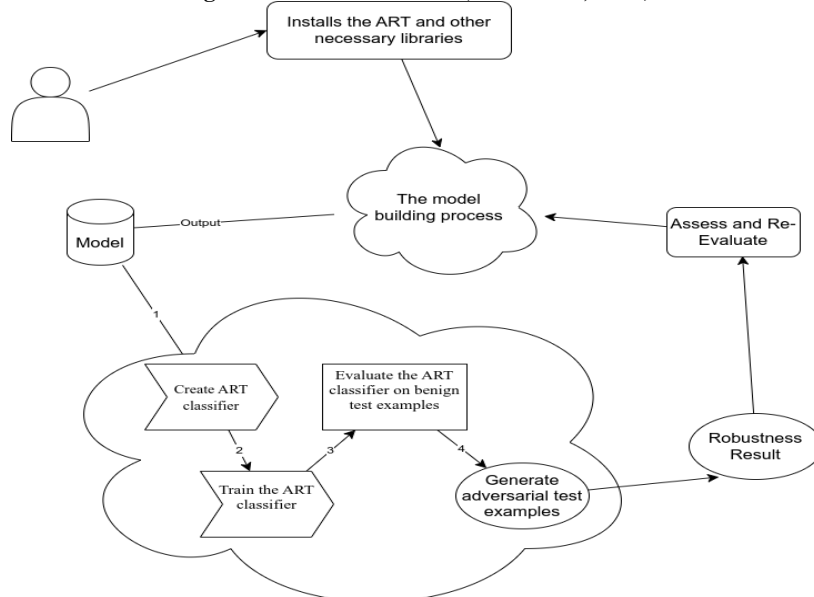 Installs the ART and other
necessary libraries
The model
building process
Output
Model
Assess and Re-
Evaluate
1
Create ART
classifier
Evaluate the ART
classifier on benign
test examples
2
3
4
Train the ART
classifier
Generate
adversarial test
examples
Robustness
Result